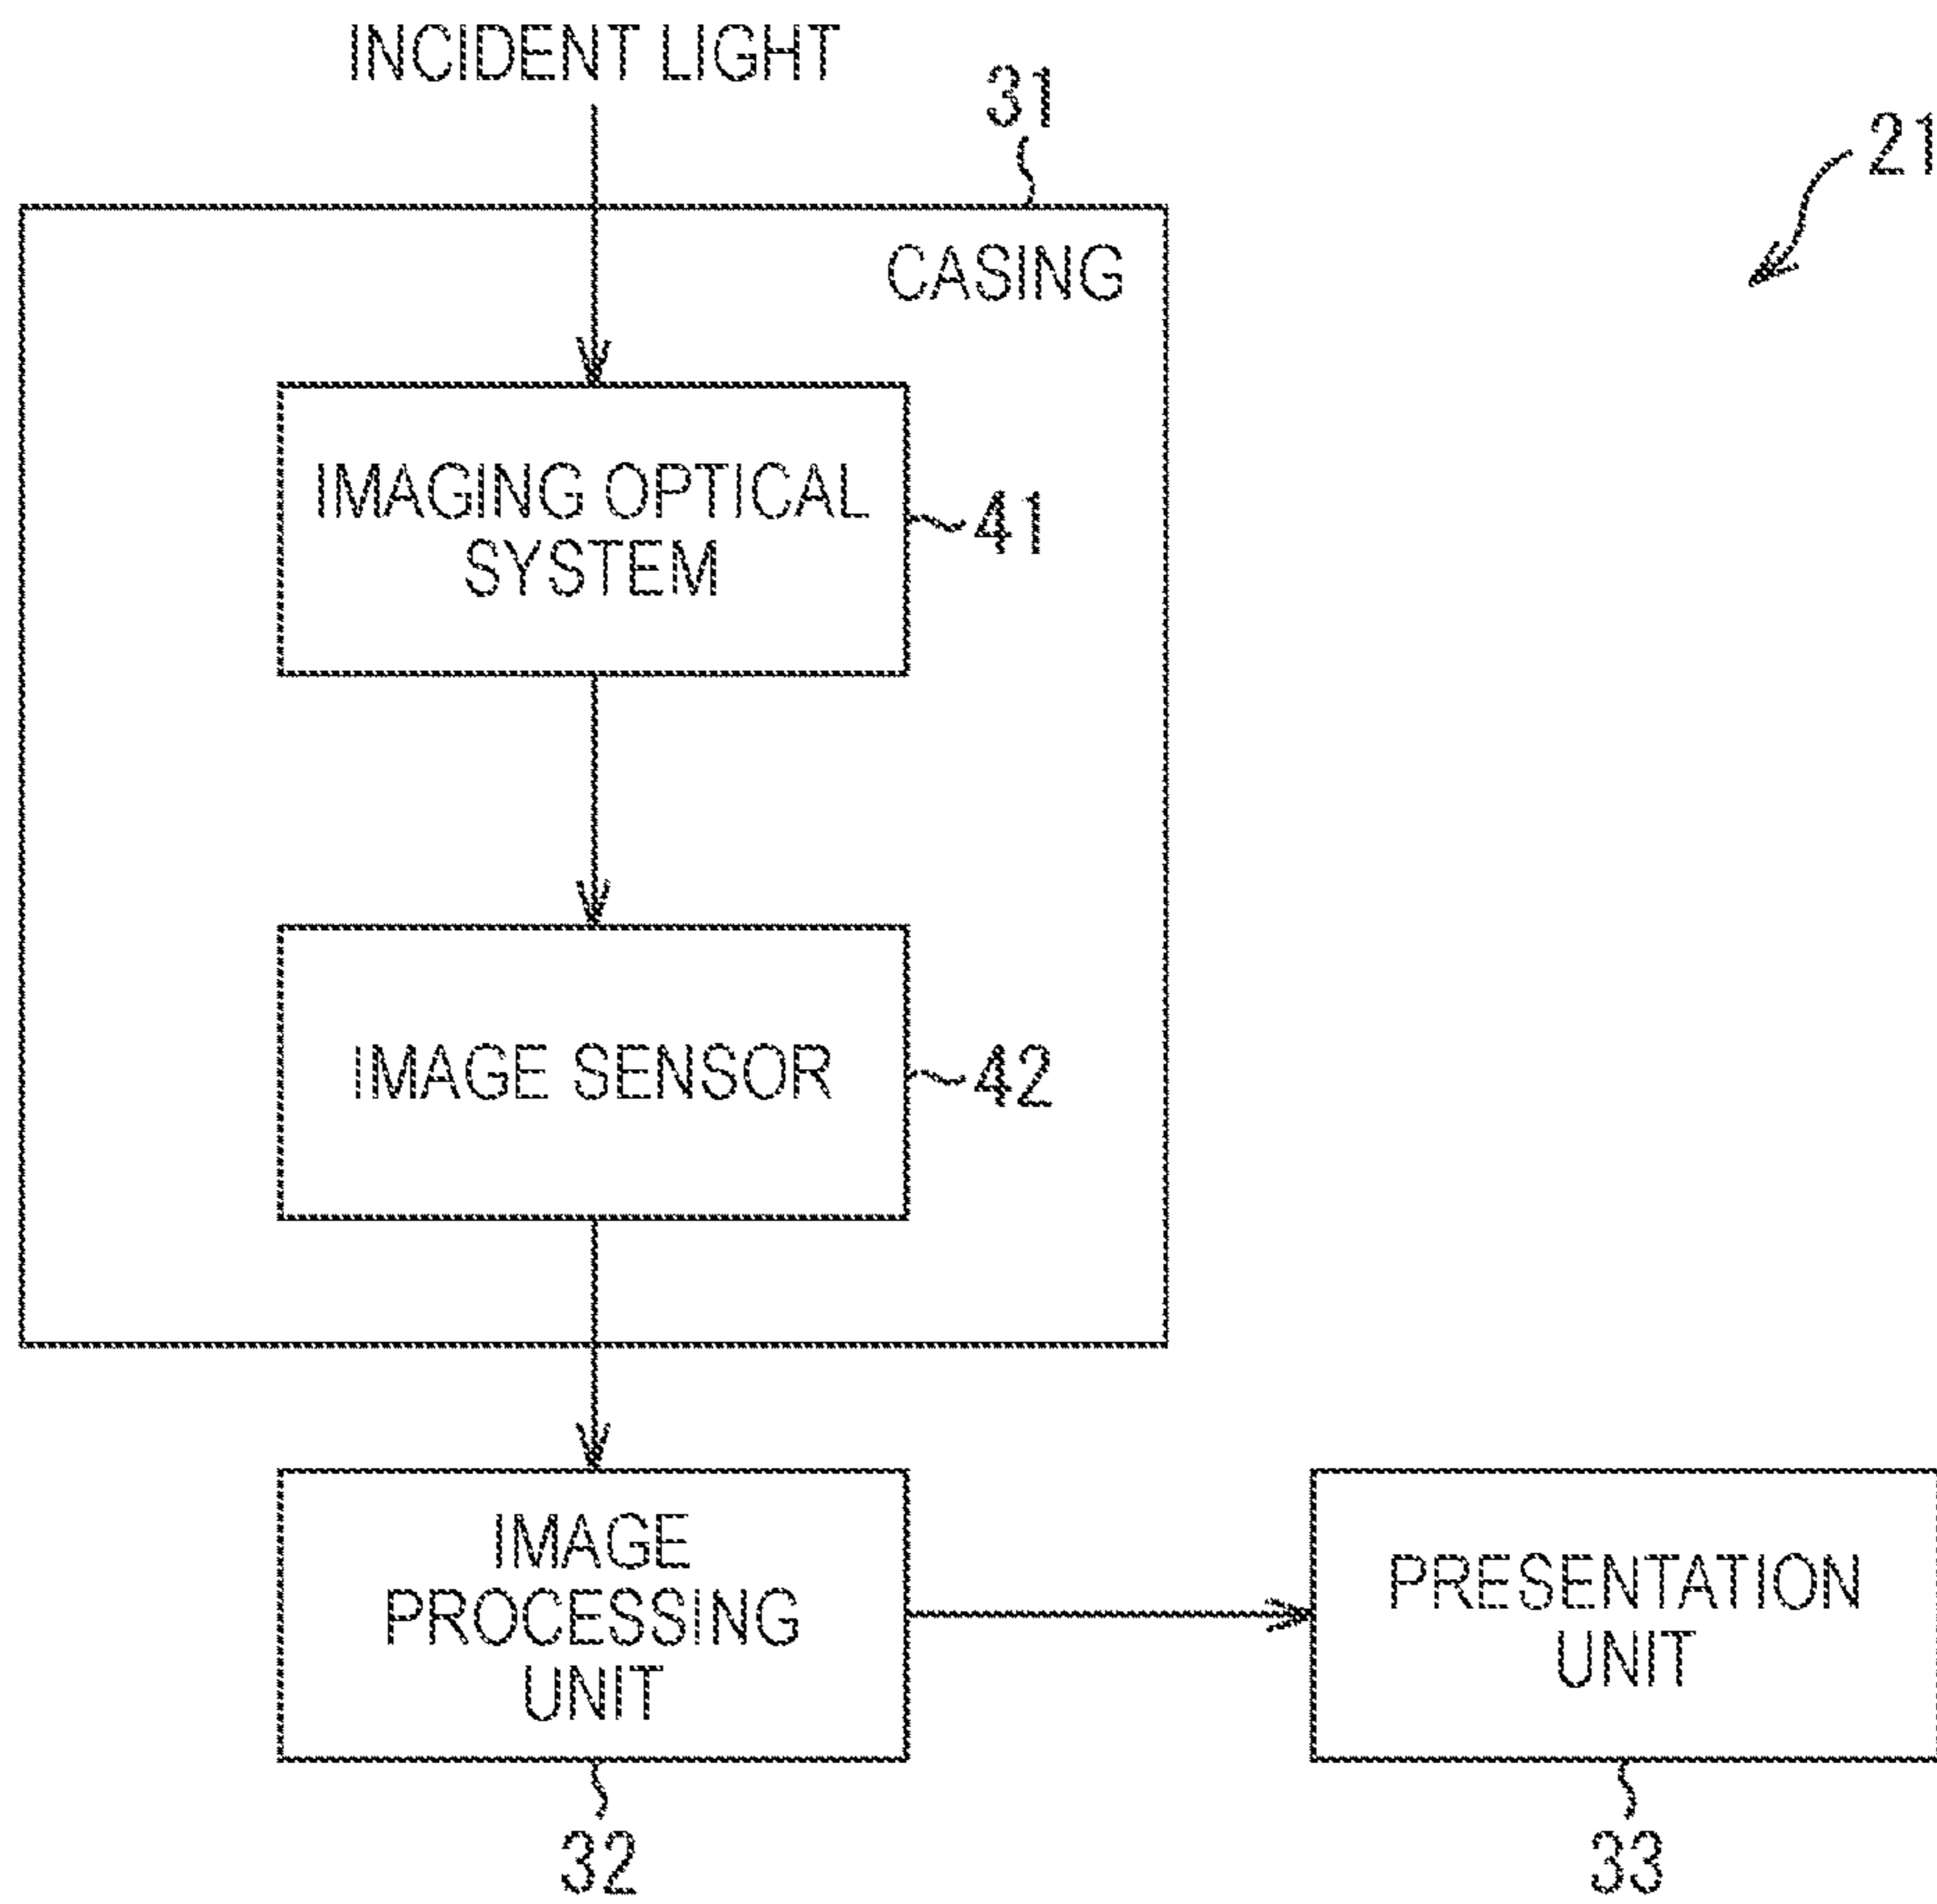 INCIDENT LIGHT
31
21
CASING
IMAGING OPTICAL
SYSTEM
41
IMAGE SENSOR
42
IMAGE
PROCESSING
UNIT
PRESENTATION
UNIT
32
33